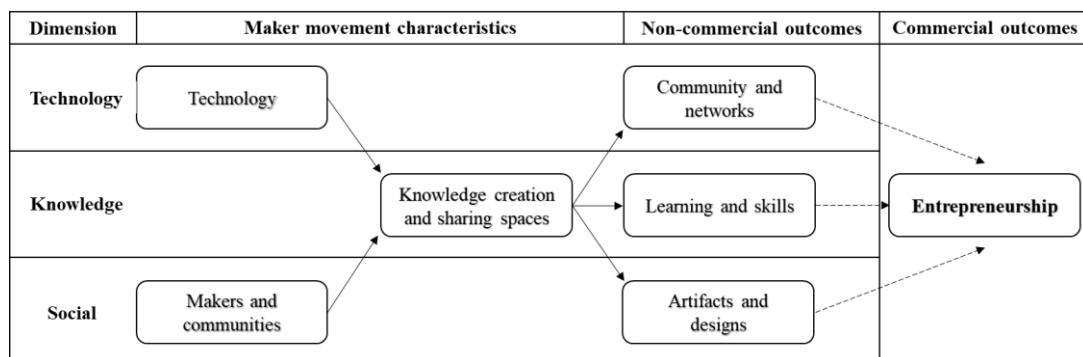 Dimension
Maker movement characteristics
Non-commercial outcomes
Commercial outcomes
Technology
Technology
Community and
networks
Knowledge
Knowledge creation
and sharing spaces
Learning and skills
Entrepreneurship
Social
Makers and
communities
Artifacts and
designs